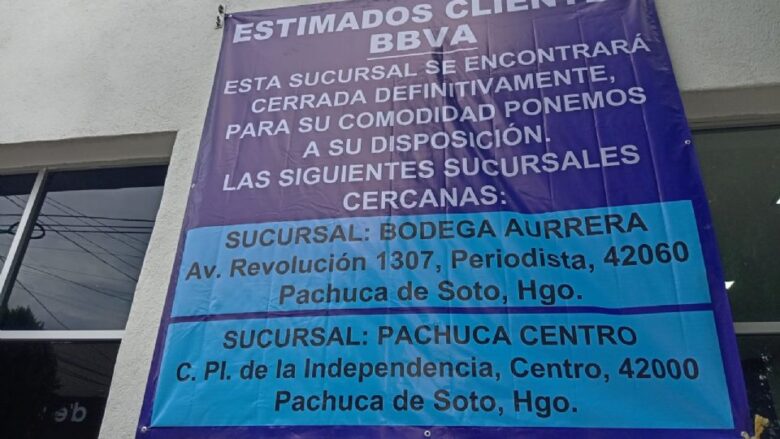 ESTIMADOS CLIENTE
BBVA
ESTA SUCURSAL SE ENCONTRARÁ
CERRADA DEFINITIVAMENTE,
PARA SU COMODIDAD PONEMOS
A SU DISPOSICIÓN.
LAS SIGUIENTES SUCURSALES
CERCANAS:
SUCURSAL: BODEGA AURRERA
Av. Revolución 1307, Periodista, 42060
Pachuca de Soto, Hgo.
SUCURSAL: PACHUCA CENTRO
C. Pl. de la Independencia, Centro, 42000
Pachuca de Soto, Hgo.